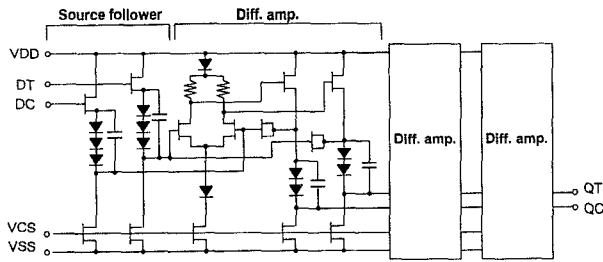 Source follower
Diff. amp.
VDD
DT
DC
VCS
VSS
Diff. amp.
Diff. amp.
QT
QC